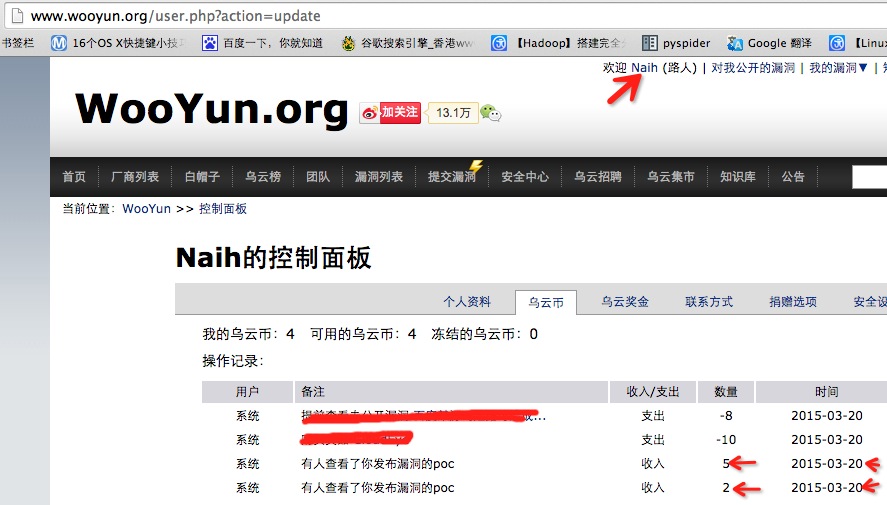 www.wooyun.org/user.php?action=update
书签栏 16个OS X快捷键小技巧 百度一下，你就知道 谷歌搜索引擎_香港ww 【Hadoop】搭建完全 pyspider Google 翻译 【Linux
欢迎 Naih (路人) | 对我公开的漏洞 | 我的漏洞▼ |
WooYun.org 加关注 13.1万
首页 厂商列表 白帽子 乌云榜 团队 漏洞列表 提交漏洞 安全中心 乌云招聘 乌云集市 知识库 公告
当前位置：WooYun >> 控制面板
Naih的控制面板
个人资料 乌云币 乌云奖金 联系方式 捐赠选项 安全设
我的乌云币：4 可用的乌云币：4 冻结的乌云币：0
操作记录：
用户 备注 收入/支出 数量 时间
系统 支出 -8 2015-03-20
系统 支出 -10 2015-03-20
系统 有人查看了你发布漏洞的poc 收入 5 2015-03-20
系统 有人查看了你发布漏洞的poc 收入 2 2015-03-20